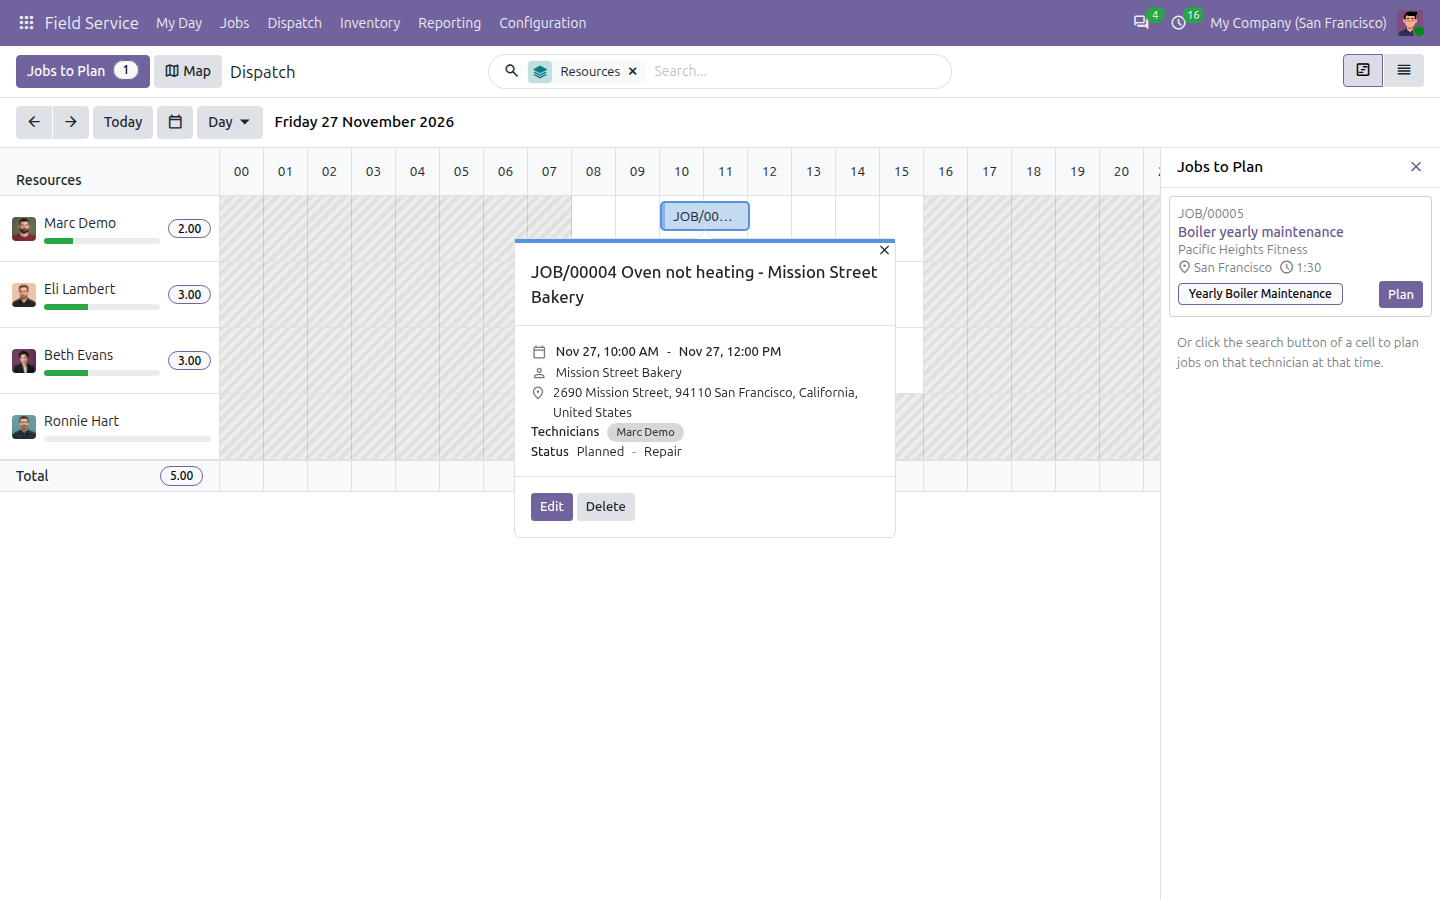 Field Service
My Day
Jobs
Dispatch
Inventory
Reporting
Configuration
4
16
My Company (San Francisco)
Jobs to Plan 1
Map
Dispatch
Resources
Search...
Today
Day
Friday 27 November 2026
Resources
00 01 02 03 04 05 06 07 08 09 10 11 12 13 14 15 16 17 18 19 20
Marc Demo
2.00
JOB/00...
Eli Lambert
3.00
Beth Evans
3.00
Ronnie Hart
Total
5.00
JOB/00004 Oven not heating - Mission Street
Bakery
Nov 27, 10:00 AM - Nov 27, 12:00 PM
Mission Street Bakery
2690 Mission Street, 94110 San Francisco, California,
United States
Technicians Marc Demo
Status Planned - Repair
Edit
Delete
Jobs to Plan
JOB/00005
Boiler yearly maintenance
Pacific Heights Fitness
San Francisco 1:30
Yearly Boiler Maintenance
Plan
Or click the search button of a cell to plan
jobs on that technician at that time.